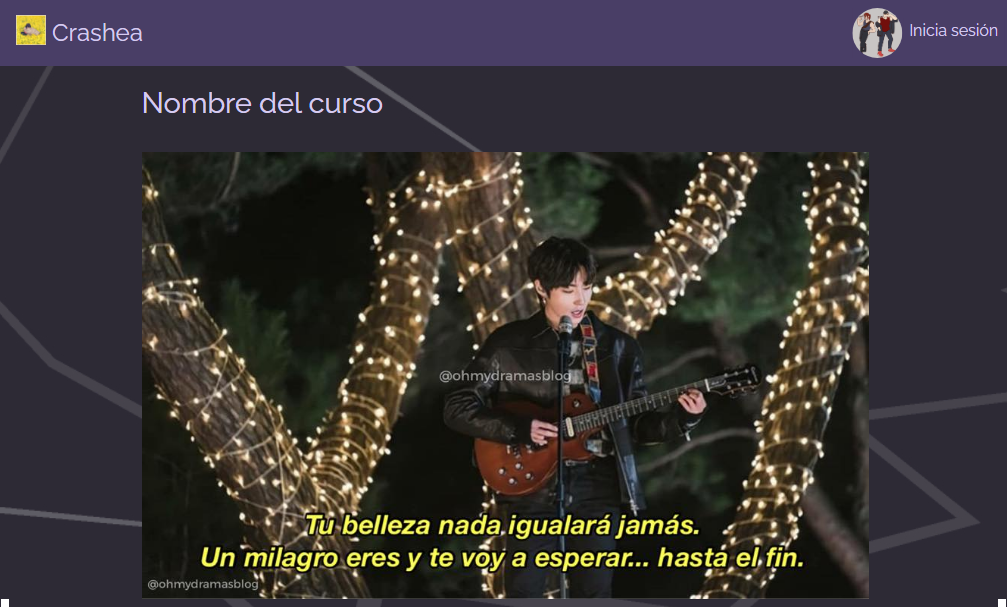 Crashea
Inicia sesión
Nombre del curso
@ohmydramasblog
Tu belleza nada igualará jamás.
Un milagro eres y te voy a esperar... hasta el fin.
@ohmydramasblog